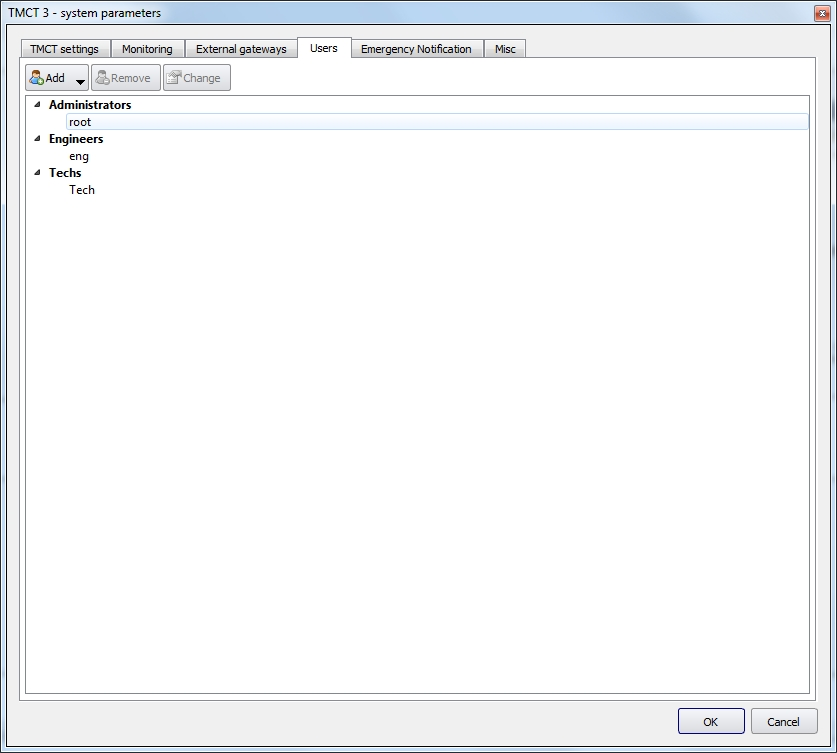 TMCT 3 - system parameters
TMCT settings Monitoring External gateways Users Emergency Notification Misc
Add Remove Change
Administrators
root
Engineers
eng
Techs
Tech
OK Cancel